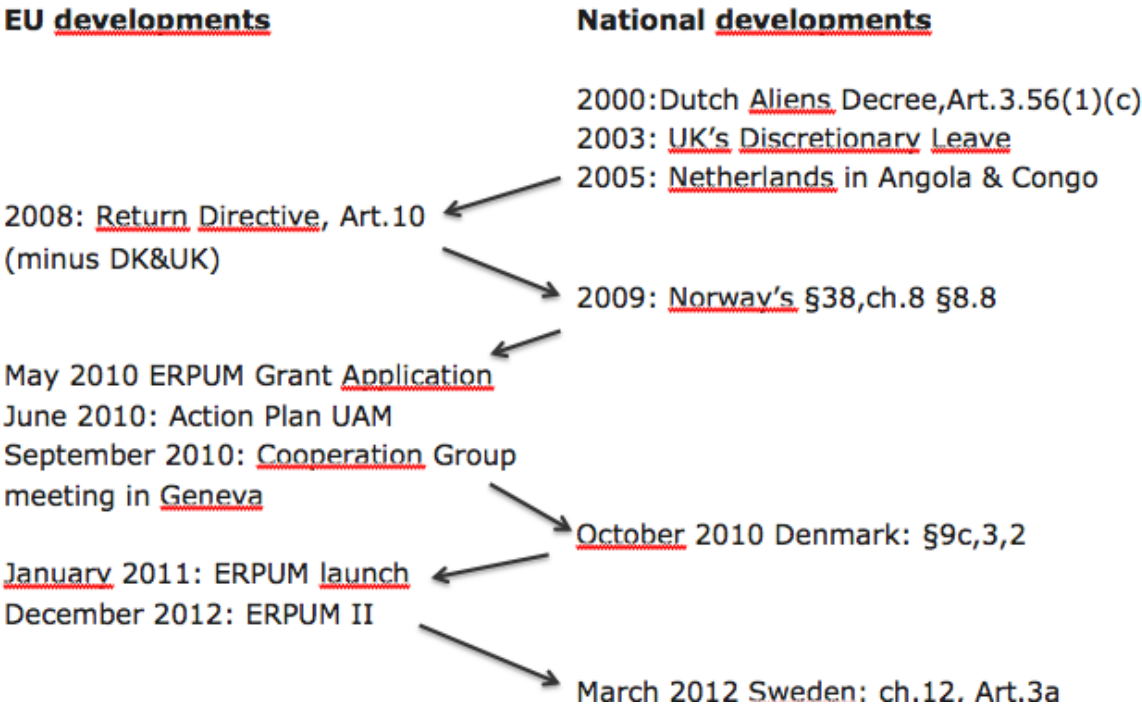 EU developments
National developments
2000:Dutch Aliens Decree,Art.3.56(1)(c)
2003: UK's Discretionary Leave
2005: Netherlands in Angola & Congo
2008: Return Directive, Art.10
(minus DK&UK)
2009: Norway's §38,ch.8 §8.8
May 2010 ERPUM Grant Application
June 2010: Action Plan UAM
September 2010: Cooperation Group
meeting in Geneva
October 2010 Denmark: §9c,3,2
January 2011: ERPUM launch
December 2012: ERPUM II
March 2012 Sweden: ch.12, Art.3a